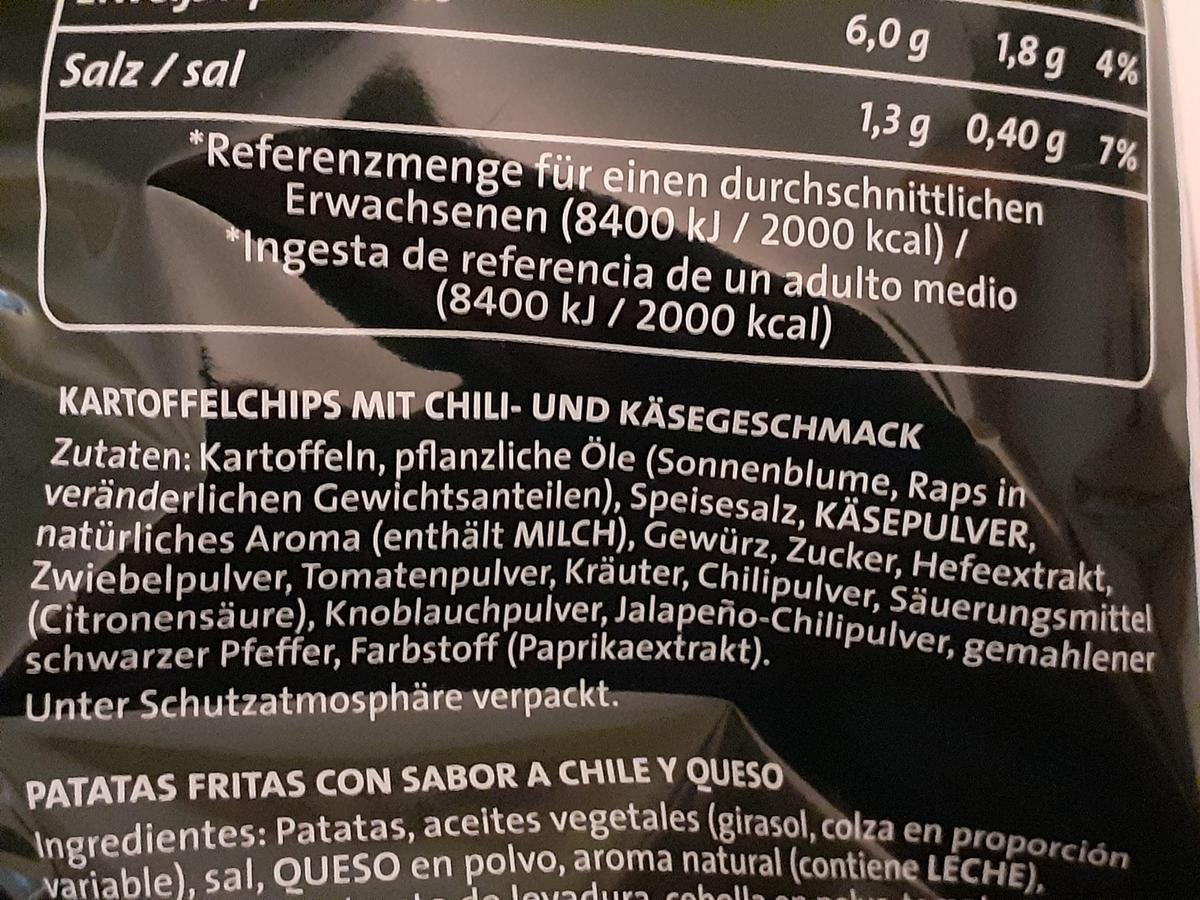 6,0 g 1,8 g 4%
Salz / sal 1,3 g 0,40 g 7%
*Referenzmenge für einen durchschnittlichen
Erwachsenen (8400 kJ / 2000 kcal) /
*Ingesta de referencia de un adulto medio
(8400 kJ / 2000 kcal)
KARTOFFELCHIPS MIT CHILI- UND KÄSEGESCHMACK
Zutaten: Kartoffeln, pflanzliche Öle (Sonnenblume, Raps in
veränderlichen Gewichtsanteilen), Speisesalz, KÄSEPULVER,
natürliches Aroma (enthält MILCH), Gewürz, Zucker, Hefeextrakt,
Zwiebelpulver, Tomatenpulver, Kräuter, Chilipulver, Säuerungsmittel
(Citronensäure), Knoblauchpulver, Jalapeño-Chilipulver, gemahlener
schwarzer Pfeffer, Farbstoff (Paprikaextrakt).
Unter Schutzatmosphäre verpackt.
PATATAS FRITAS CON SABOR A CHILE Y QUESO
Ingredientes: Patatas, aceites vegetales (girasol, colza en proporción
variable), sal, QUESO en polvo, aroma natural (contiene LECHE),
de levadura, cebolla en polvo